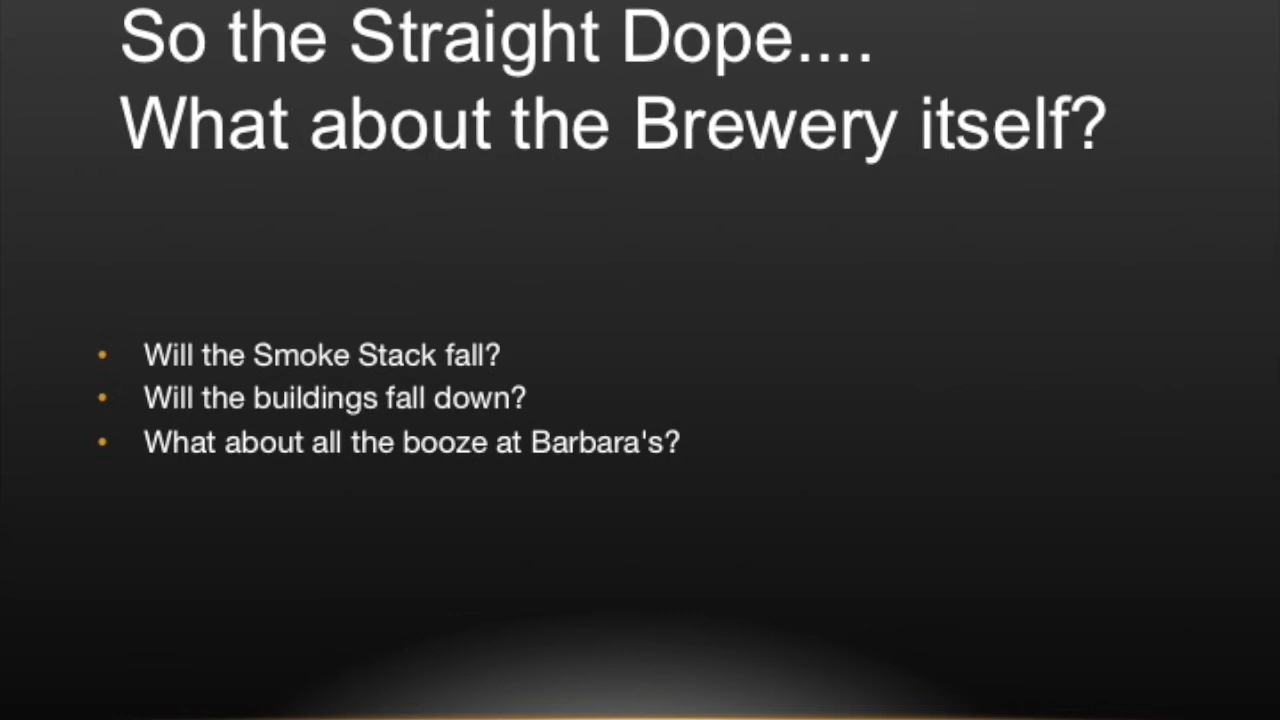 So the Straight Dope....
What about the Brewery itself?
• Will the Smoke Stack fall?
• Will the buildings fall down?
• What about all the booze at Barbara's?